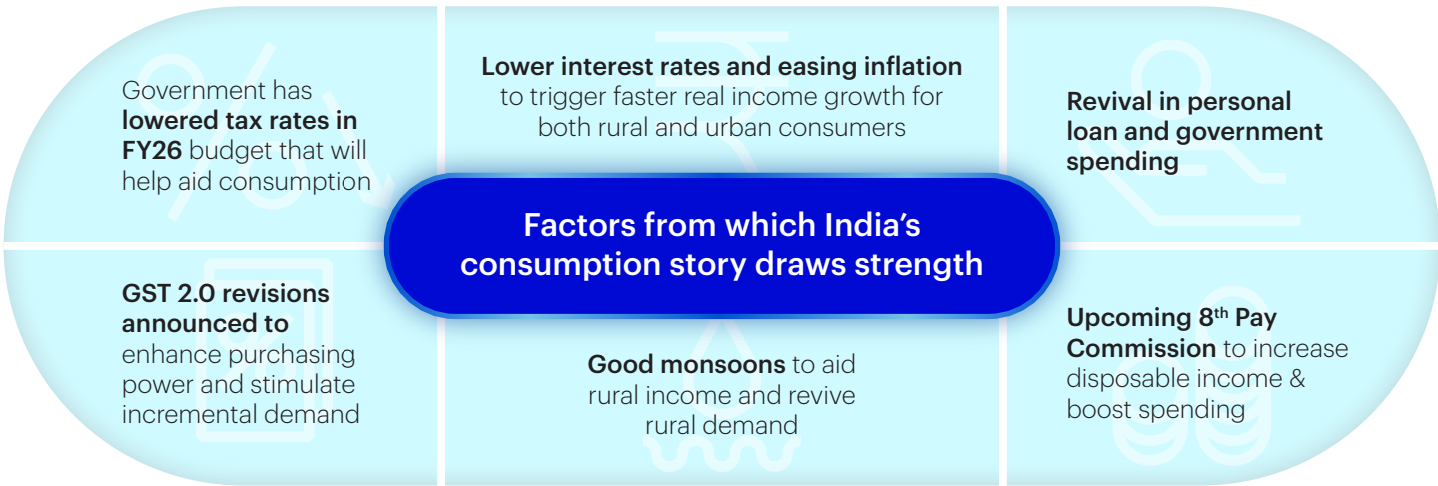 Government has
lowered tax rates in
FY26 budget that will
help aid consumption
Lower interest rates and easing inflation
to trigger faster real income growth for
both rural and urban consumers
Revival in personal
loan and government
spending
Factors from which India’s
consumption story draws strength
GST 2.0 revisions
announced to
enhance purchasing
power and stimulate
incremental demand
Good monsoons to aid
rural income and revive
rural demand
Upcoming 8th Pay
Commission to increase
disposable income &
boost spending